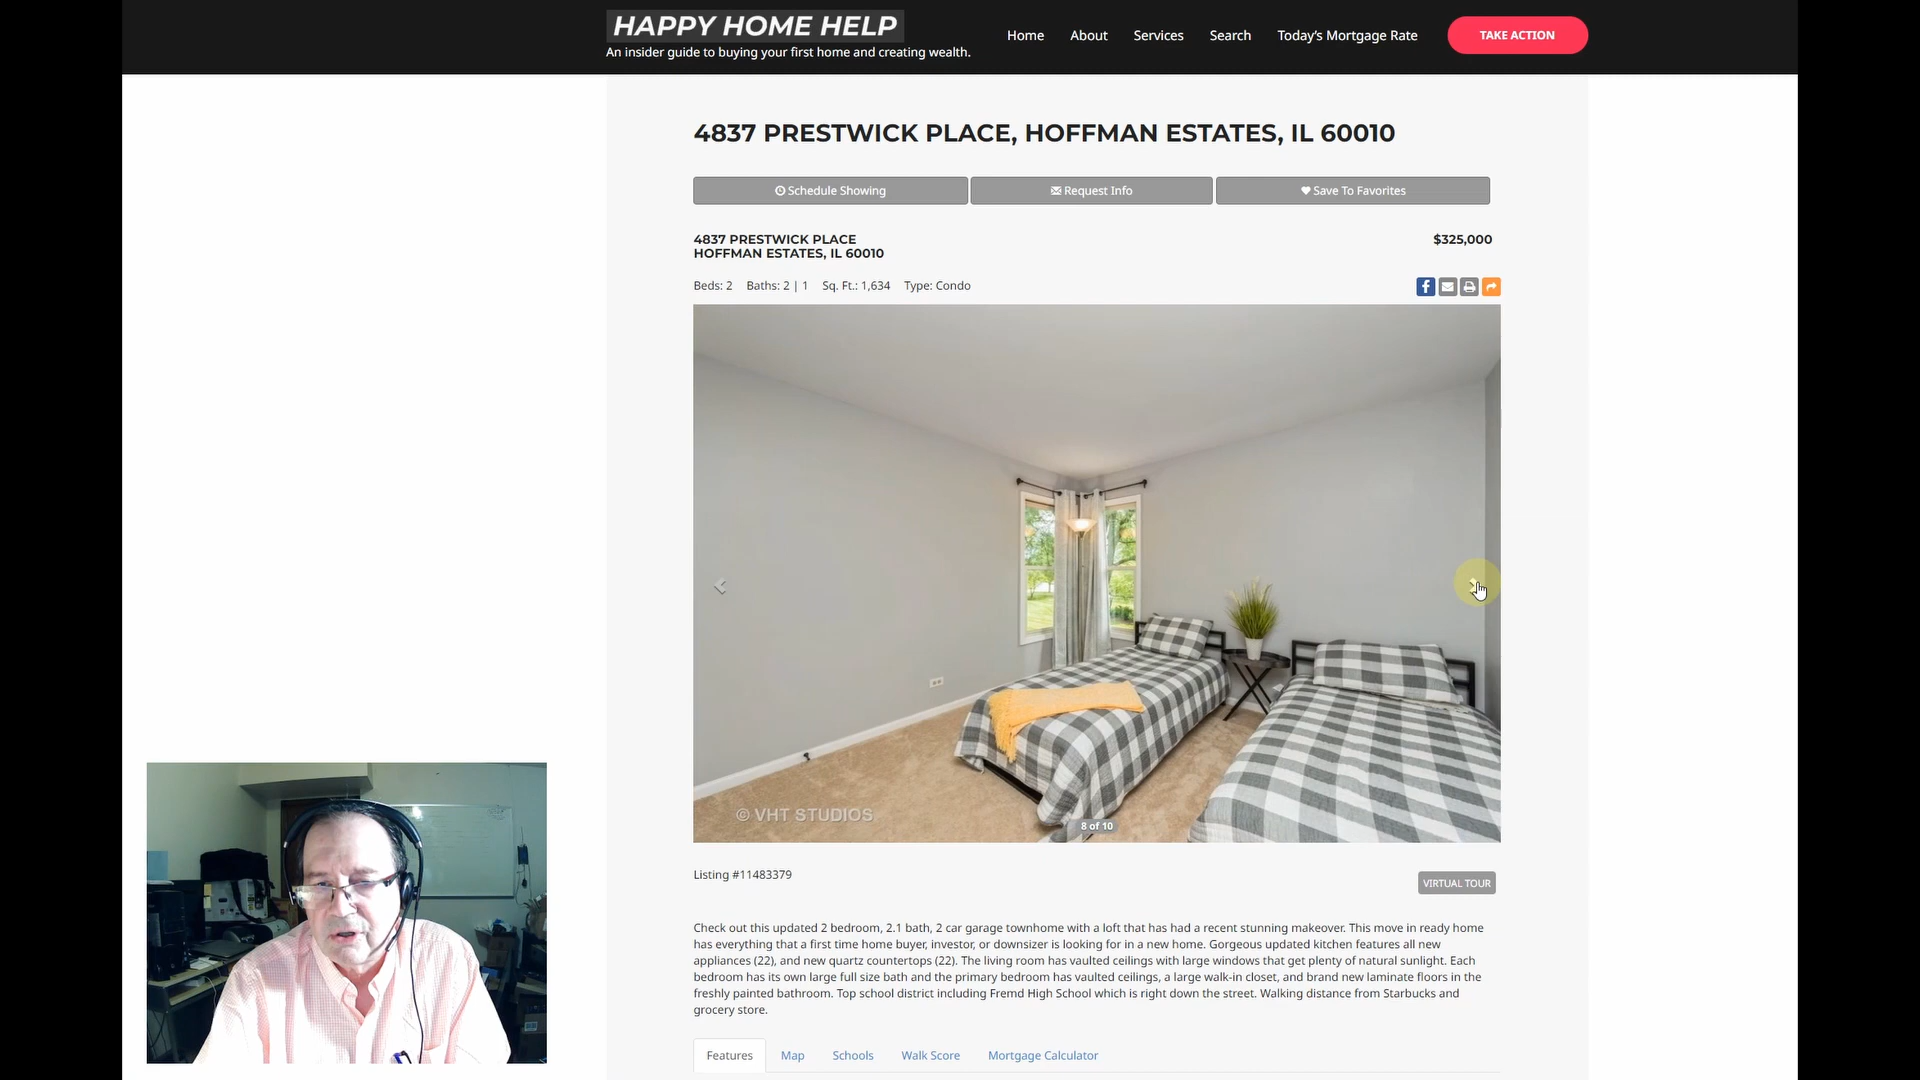 HAPPY HOME HELP
An insider guide to buying your first home and creating wealth.
Home About Services Search Today's Mortgage Rate TAKE ACTION
4837 PRESTWICK PLACE, HOFFMAN ESTATES, IL 60010
Schedule Showing Request Info Save To Favorites
4837 PRESTWICK PLACE $325,000
HOFFMAN ESTATES, IL 60010
Beds: 2 Baths: 2 | 1 Sq. Ft.: 1,634 Type: Condo
© VHT STUDIOS
8 of 10
Listing #11483379
VIRTUAL TOUR
Check out this updated 2 bedroom, 2.1 bath, 2 car garage townhome with a loft that has had a recent stunning makeover. This move in ready home
has everything that a first time home buyer, investor, or downsizer is looking for in a new home. Gorgeous updated kitchen features all new
appliances (22), and new quartz countertops (22). The living room has vaulted ceilings with large windows that get plenty of natural sunlight. Each
bedroom has its own large full size bath and the primary bedroom has vaulted ceilings, a large walk-in closet, and brand new laminate floors in the
freshly painted bathroom. Top school district including Fremd High School which is right down the street. Walking distance from Starbucks and
grocery store.
Features Map Schools Walk Score Mortgage Calculator